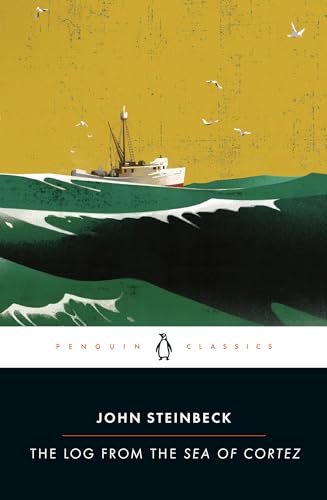 PENGUIN CLASSICS
JOHN STEINBECK
THE LOG FROM THE SEA OF CORTEZ